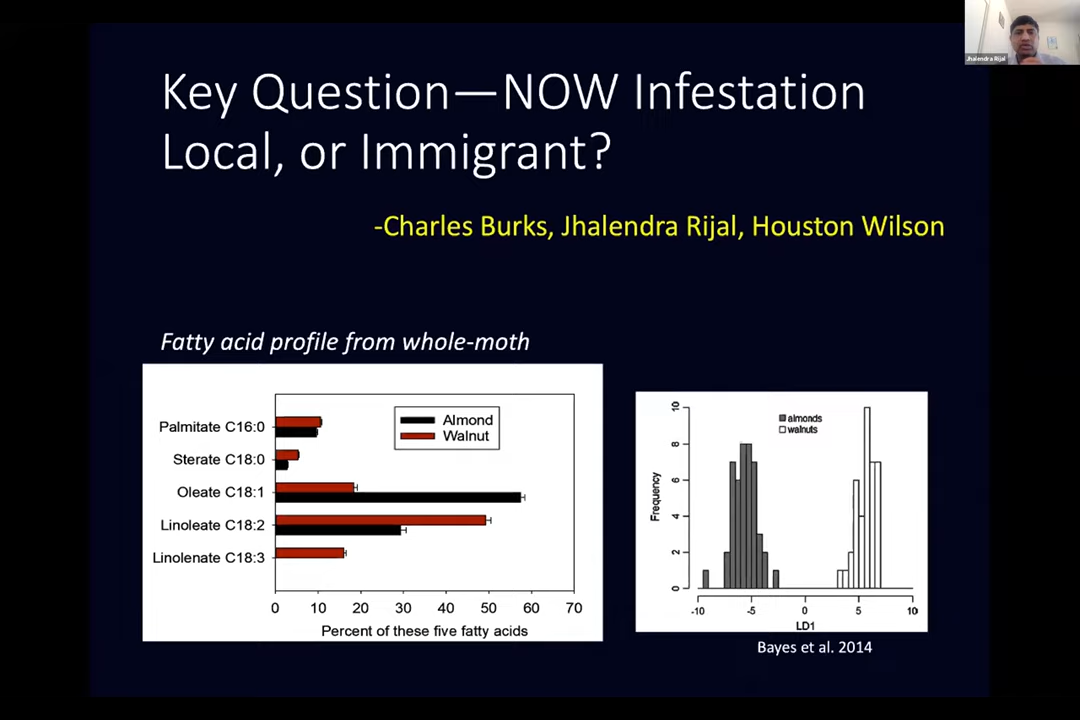 Jhalendra Rijal
Key Question—NOW Infestation
Local, or Immigrant?
-Charles Burks, Jhalendra Rijal, Houston Wilson
Fatty acid profile from whole-moth
Almond
Walnut
Palmitate C16:0
Sterate C18:0
Oleate C18:1
Linoleate C18:2
Linolenate C18:3
0 10 20 30 40 50 60 70
Percent of these five fatty acids
almonds
walnuts
Frequency
10
8
6
4
2
0
-10 -5 0 5 10
LD1
Bayes et al. 2014